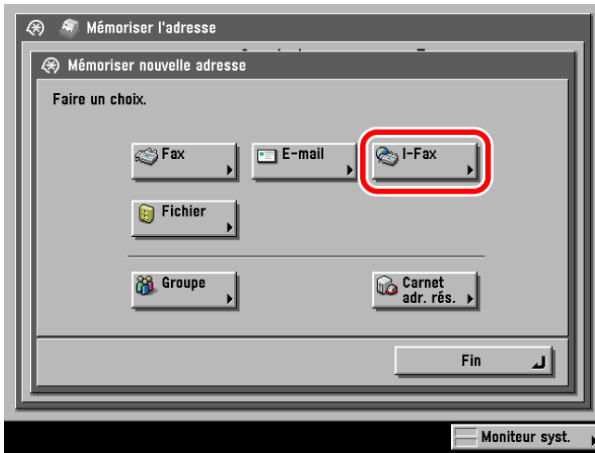 Mémoriser l'adresse
Mémoriser nouvelle adresse
Faire un choix.
Fax
E-mail
I-Fax
Fichier
Groupe
Carnet
adr. rés.
Fin
Moniteur syst.